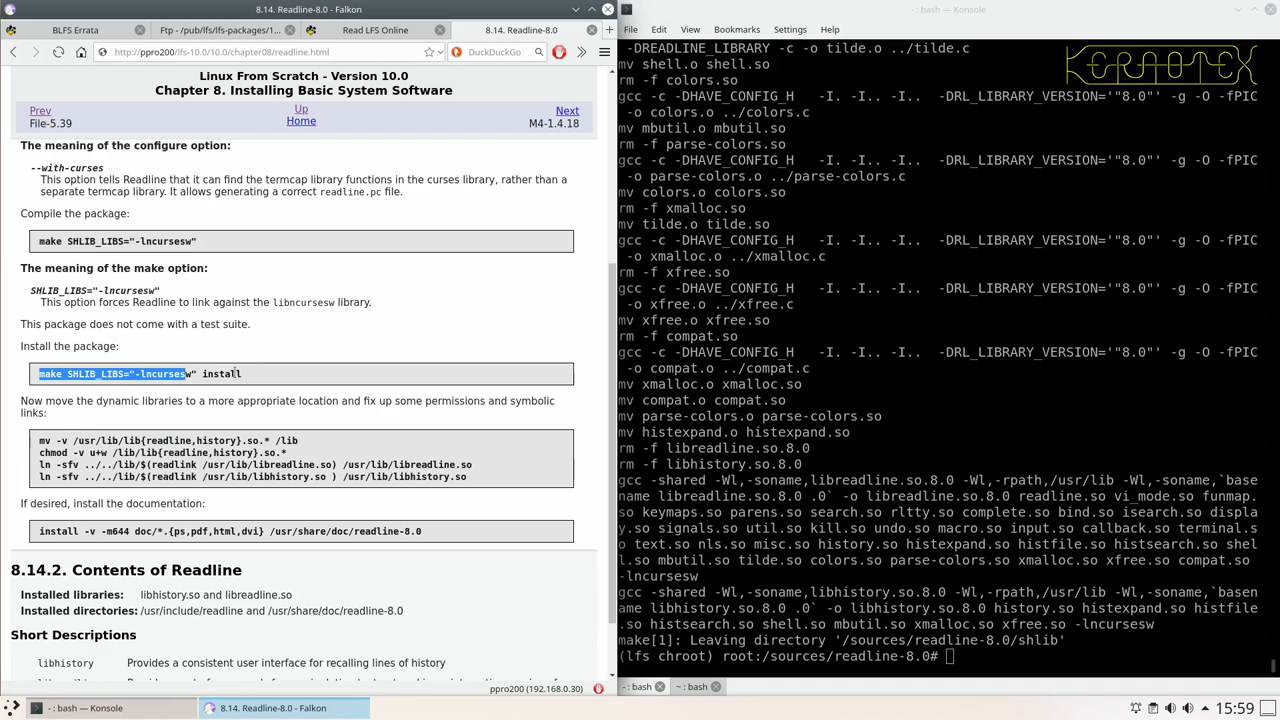 8.14. Readline-8.0 - Falkon
BLFS Errata
Ftp - /pub/lfs/lfs-packages/1...
Read LFS Online
8.14. Readline-8.0
http://ppro200/lfs-10.0/10.0/chapter08/readline.html
DuckDuckGo
Linux From Scratch - Version 10.0
Chapter 8. Installing Basic System Software
Prev
Up
Next
File-5.39
Home
M4-1.4.18
The meaning of the configure option:
--with-curses
This option tells Readline that it can find the termcap library functions in the curses library, rather than a
separate termcap library. It allows generating a correct readline.pc file.
Compile the package:
make SHLIB_LIBS="-lncursesw"
The meaning of the make option:
SHLIB_LIBS="-lncursesw"
This option forces Readline to link against the libncursesw library.
This package does not come with a test suite.
Install the package:
make SHLIB_LIBS="-lncursesw" install
Now move the dynamic libraries to a more appropriate location and fix up some permissions and symbolic
links:
mv -v /usr/lib/lib{readline,history}.so.* /lib
chmod -v u+w /lib/lib{readline,history}.so.*
ln -sfv ../../lib/$(readlink /usr/lib/libreadline.so) /usr/lib/libreadline.so
ln -sfv ../../lib/$(readlink /usr/lib/libhistory.so ) /usr/lib/libhistory.so
If desired, install the documentation:
install -v -m644 doc/*.{ps,pdf,html,dvi} /usr/share/doc/readline-8.0
8.14.2. Contents of Readline
Installed libraries: libhistory.so and libreadline.so
Installed directories: /usr/include/readline and /usr/share/doc/readline-8.0
Short Descriptions
libhistory Provides a consistent user interface for recalling lines of history
ppro200 (192.168.0.30)
- : bash — Konsole
File Edit View Bookmarks Settings Help
KERNOTEX
-DREADLINE_LIBRARY -c -o tilde.o ../tilde.c
mv shell.o shell.so
rm -f colors.so
gcc -c -DHAVE_CONFIG_H -I. -I.. -I.. -DRL_LIBRARY_VERSION='"8.0"' -g -O -fPIC
-o colors.o ../colors.c
mv mbutil.o mbutil.so
rm -f parse-colors.so
gcc -c -DHAVE_CONFIG_H -I. -I.. -I.. -DRL_LIBRARY_VERSION='"8.0"' -g -O -fPIC
-o parse-colors.o ../parse-colors.c
mv colors.o colors.so
rm -f xmalloc.so
mv tilde.o tilde.so
gcc -c -DHAVE_CONFIG_H -I. -I.. -I.. -DRL_LIBRARY_VERSION='"8.0"' -g -O -fPIC
-o xmalloc.o ../xmalloc.c
rm -f xfree.so
gcc -c -DHAVE_CONFIG_H -I. -I.. -I.. -DRL_LIBRARY_VERSION='"8.0"' -g -O -fPIC
-o xfree.o ../xfree.c
mv xfree.o xfree.so
rm -f compat.so
gcc -c -DHAVE_CONFIG_H -I. -I.. -I.. -DRL_LIBRARY_VERSION='"8.0"' -g -O -fPIC
-o compat.o ../compat.c
mv xmalloc.o xmalloc.so
mv compat.o compat.so
mv parse-colors.o parse-colors.so
mv histexpand.o histexpand.so
rm -f libreadline.so.8.0
rm -f libhistory.so.8.0
gcc -shared -Wl,-soname,libreadline.so.8.0 -Wl,-rpath,/usr/lib -Wl,-soname,`base
name libreadline.so.8.0 .0` -o libreadline.so.8.0 readline.so vi_mode.so funmap.
so keymaps.so parens.so search.so rltty.so complete.so bind.so isearch.so displa
y.so signals.so util.so kill.so undo.so macro.so input.so callback.so terminal.s
o text.so nls.so misc.so history.so histexpand.so histfile.so histsearch.so shel
l.so mbutil.so tilde.so colors.so parse-colors.so xmalloc.so xfree.so compat.so
-lncursesw
gcc -shared -Wl,-soname,libhistory.so.8.0 -Wl,-rpath,/usr/lib -Wl,-soname,`basen
ame libhistory.so.8.0 .0` -o libhistory.so.8.0 history.so histexpand.so histfile
.so histsearch.so shell.so mbutil.so xmalloc.so xfree.so -lncursesw
make[1]: Leaving directory '/sources/readline-8.0/shlib'
(lfs chroot) root:/sources/readline-8.0#
- : bash
~ : bash
- : bash — Konsole
8.14. Readline-8.0 - Falkon
15:59